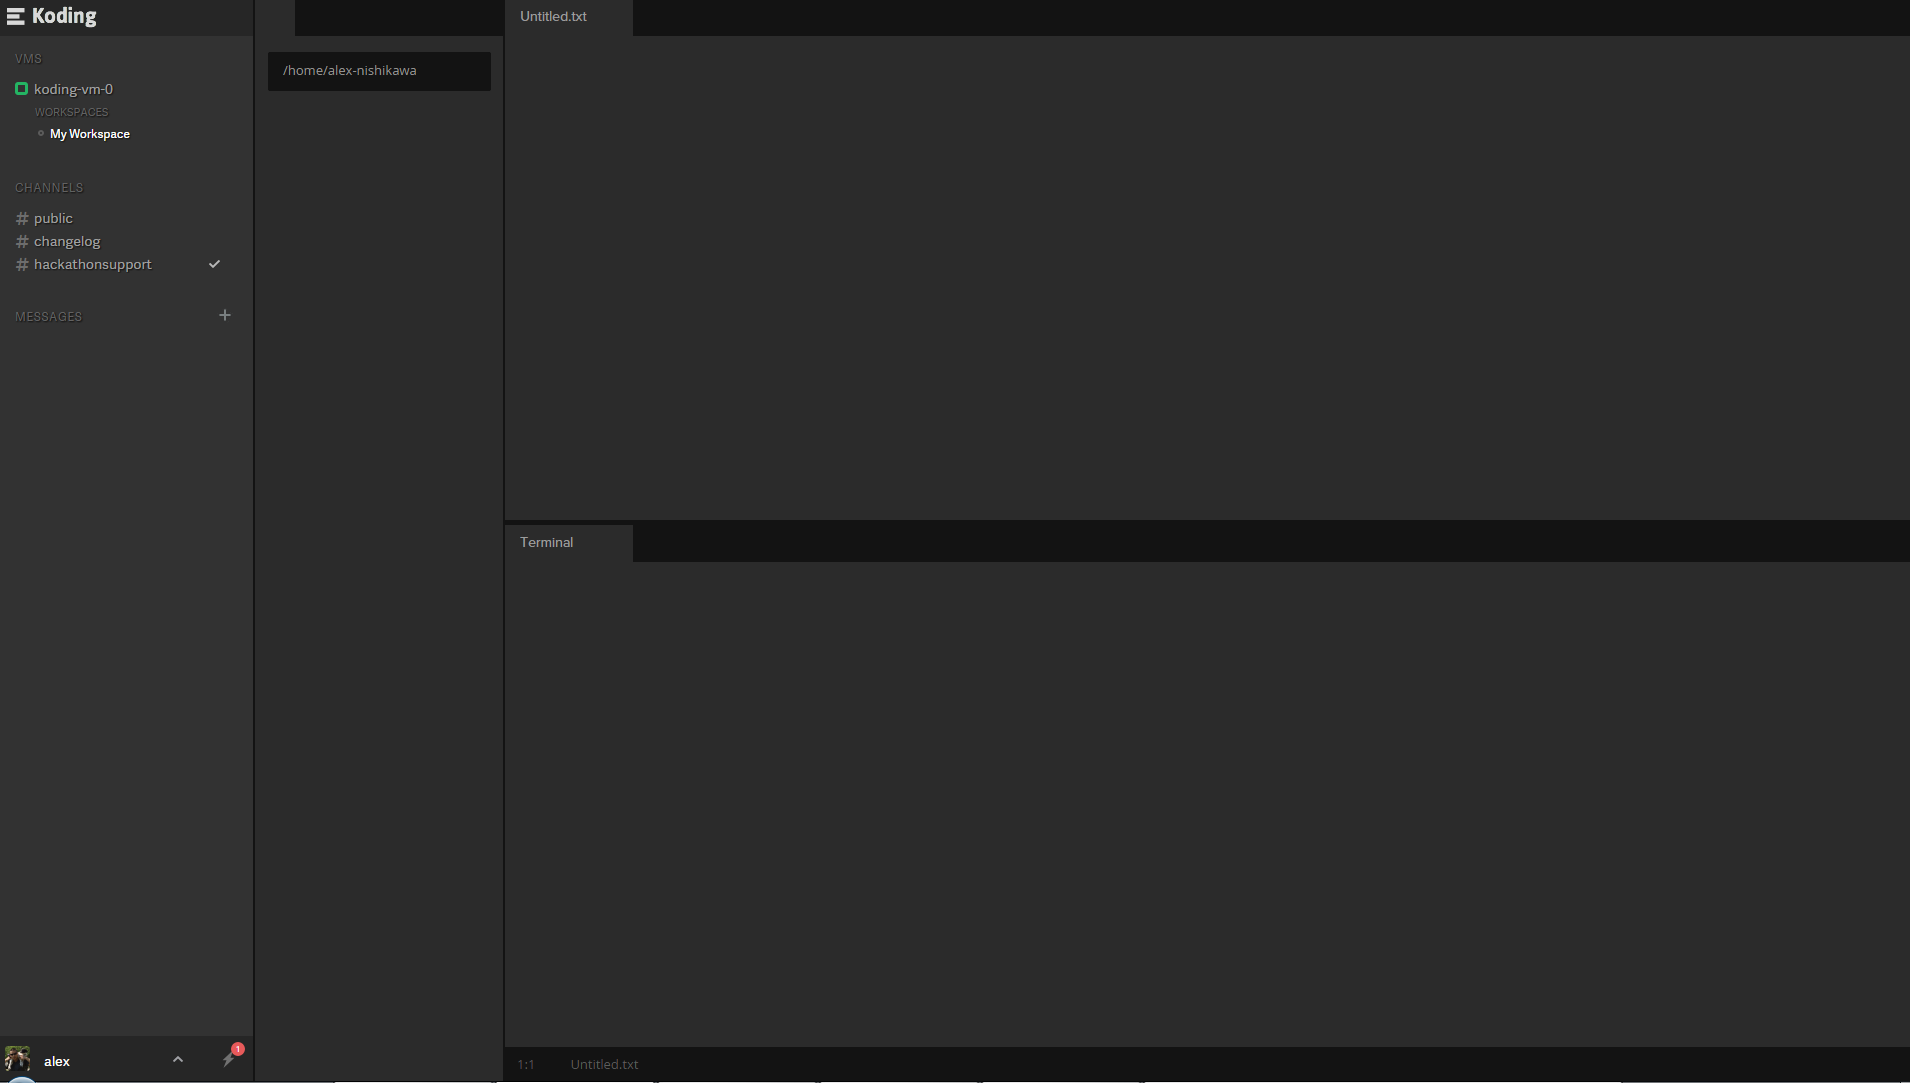 Koding
VMS
koding-vm-0
WORKSPACES
My Workspace
CHANNELS
# public
# changelog
# hackathonsupport
MESSAGES
alex
1
/home/alex-nishikawa
Untitled.txt
Terminal
1:1 Untitled.txt